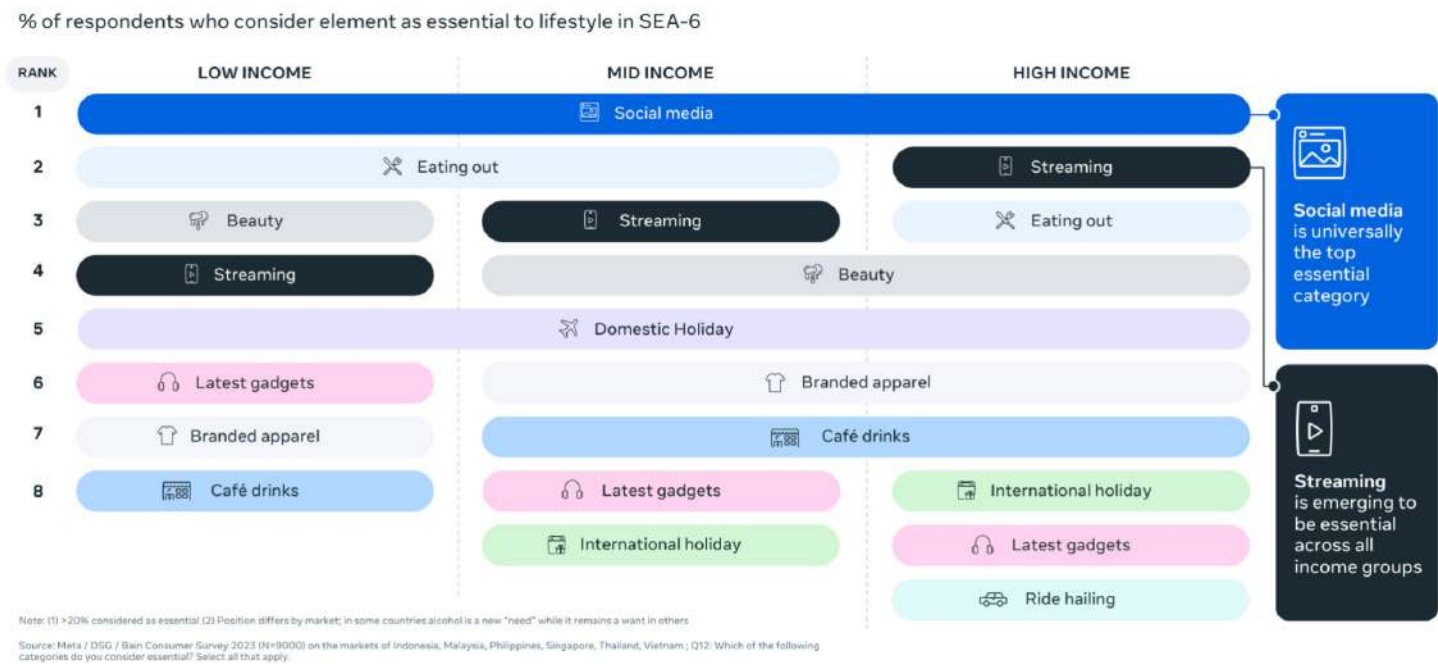 % of respondents who consider element as essential to lifestyle in SEA-6
RANK LOW INCOME MID INCOME HIGH INCOME
1 Social media
2 Eating out Streaming
3 Beauty Streaming Eating out
4 Streaming Beauty
5 Domestic Holiday
6 Latest gadgets Branded apparel
7 Branded apparel Café drinks
8 Café drinks Latest gadgets International holiday
International holiday Latest gadgets
Ride hailing
Social media
is universally
the top
essential
category
Streaming
is emerging to
be essential
across all
income groups
Note: (1) >20% considered as essential (2) Position differs by market; in some countries alcohol is a new "need" while it remains a want in others
Source: Meta / DSG / Bain Consumer Survey 2023 (N=9000) on the markets of Indonesia, Malaysia, Philippines, Singapore, Thailand, Vietnam ; Q12: Which of the following
categories do you consider essential? Select all that apply.